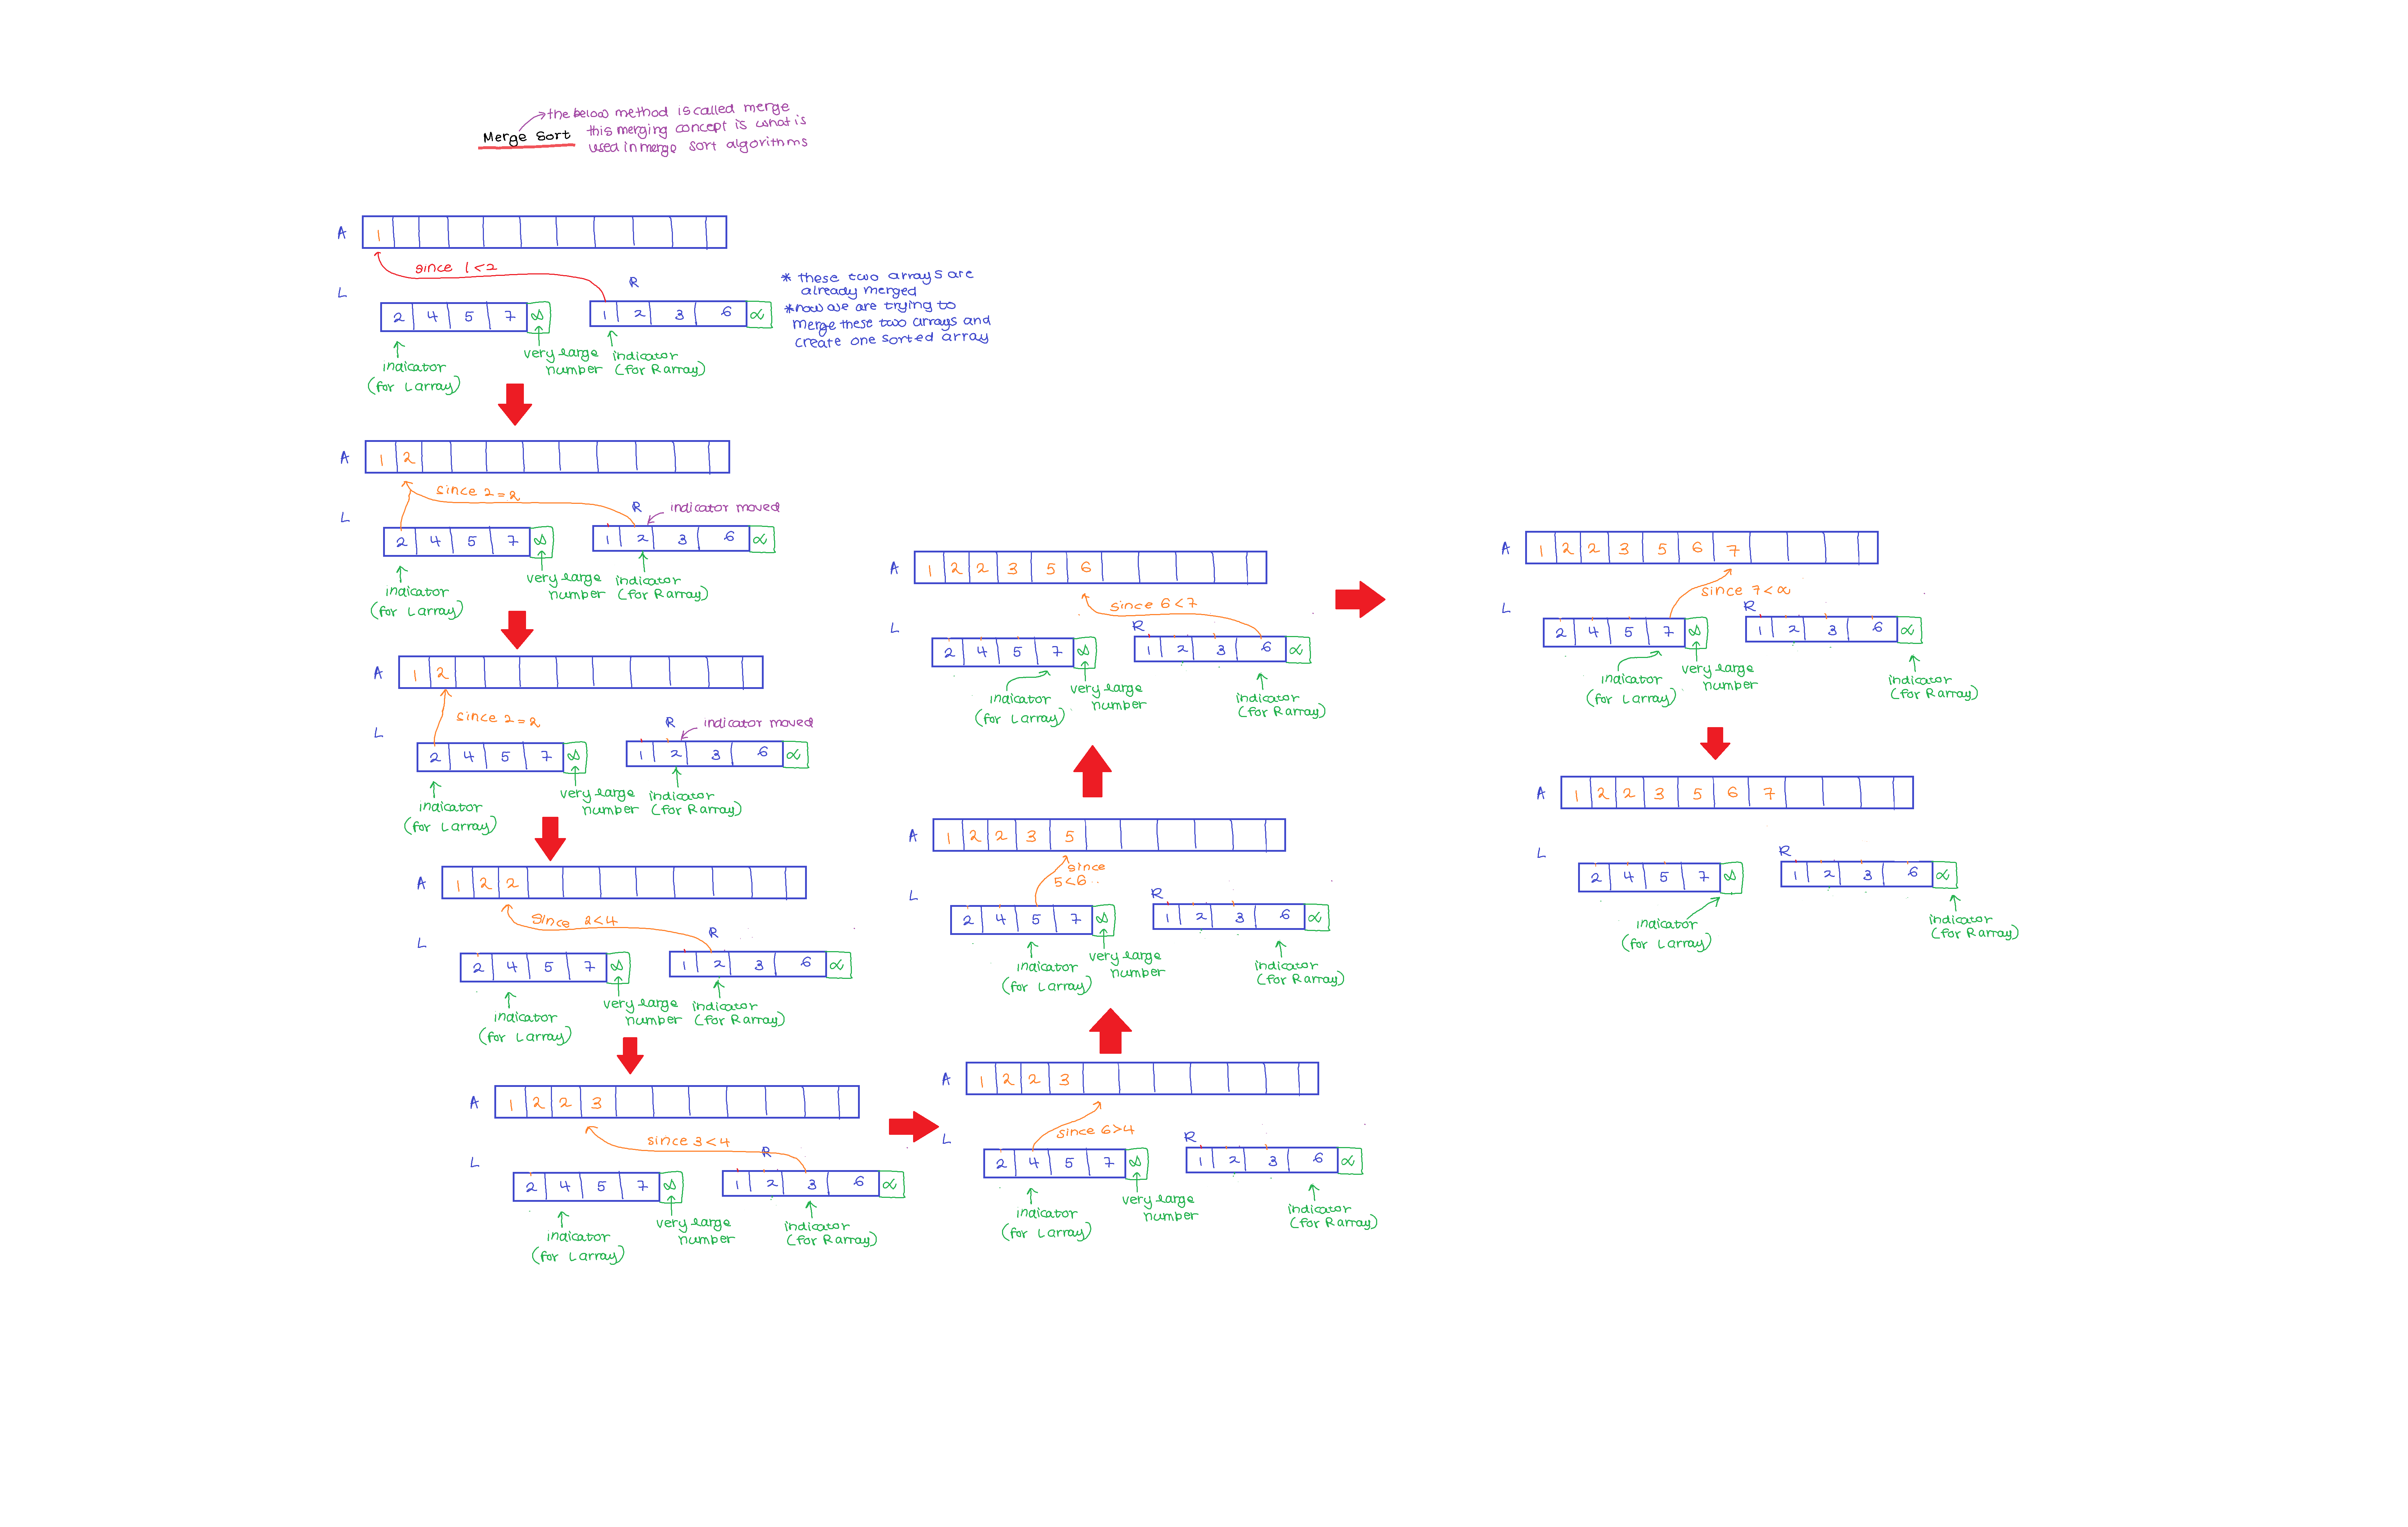 the below method is called merge
Merge Sort this merging concept is what is
used in merge sort algorithms
A 1
since 1<2
R
L
2 4 5 7 ∞ 1 2 3 6 ∝
* these two arrays are
already merged
*now we are trying to
merge these two arrays and
create one sorted array
very large indicator
number (for R array)
indicator
(for L array)
A 1 2
since 2=2
R indicator moved
L
2 4 5 7 ∞ 1 2 3 6 ∝
very large indicator
number (for R array)
indicator
(for L array)
A 1 2
since 2=2
R indicator moved
L
2 4 5 7 ∞ 1 2 3 6 ∝
very large indicator
number (for R array)
indicator
(for L array)
A 1 2 2
Since 2<4
R
L
2 4 5 7 ∞ 1 2 3 6 ∝
very large indicator
number (for R array)
indicator
(for L array)
A 1 2 2 3
since 3<4
R
L
2 4 5 7 ∞ 1 2 3 6 ∝
very large indicator
number (for R array)
indicator
(for L array)
A 1 2 2 3
since 6>4
R
L
2 4 5 7 ∞ 1 2 3 6 ∝
very large indicator
number (for R array)
indicator
(for L array)
A 1 2 2 3 5
since
5<6
R
L
2 4 5 7 ∞ 1 2 3 6 ∝
very large indicator
number (for R array)
indicator
(for L array)
A 1 2 2 3 5 6
since 6<7
R
L
2 4 5 7 ∞ 1 2 3 6 ∝
very large indicator
number (for R array)
indicator
(for L array)
A 1 2 2 3 5 6 7
since 7<∝
R
L
2 4 5 7 ∞ 1 2 3 6 ∝
very large indicator
number (for R array)
indicator
(for L array)
A 1 2 2 3 5 6 7
R
L
2 4 5 7 ∞ 1 2 3 6 ∝
indicator
(for L array)
indicator
(for R array)